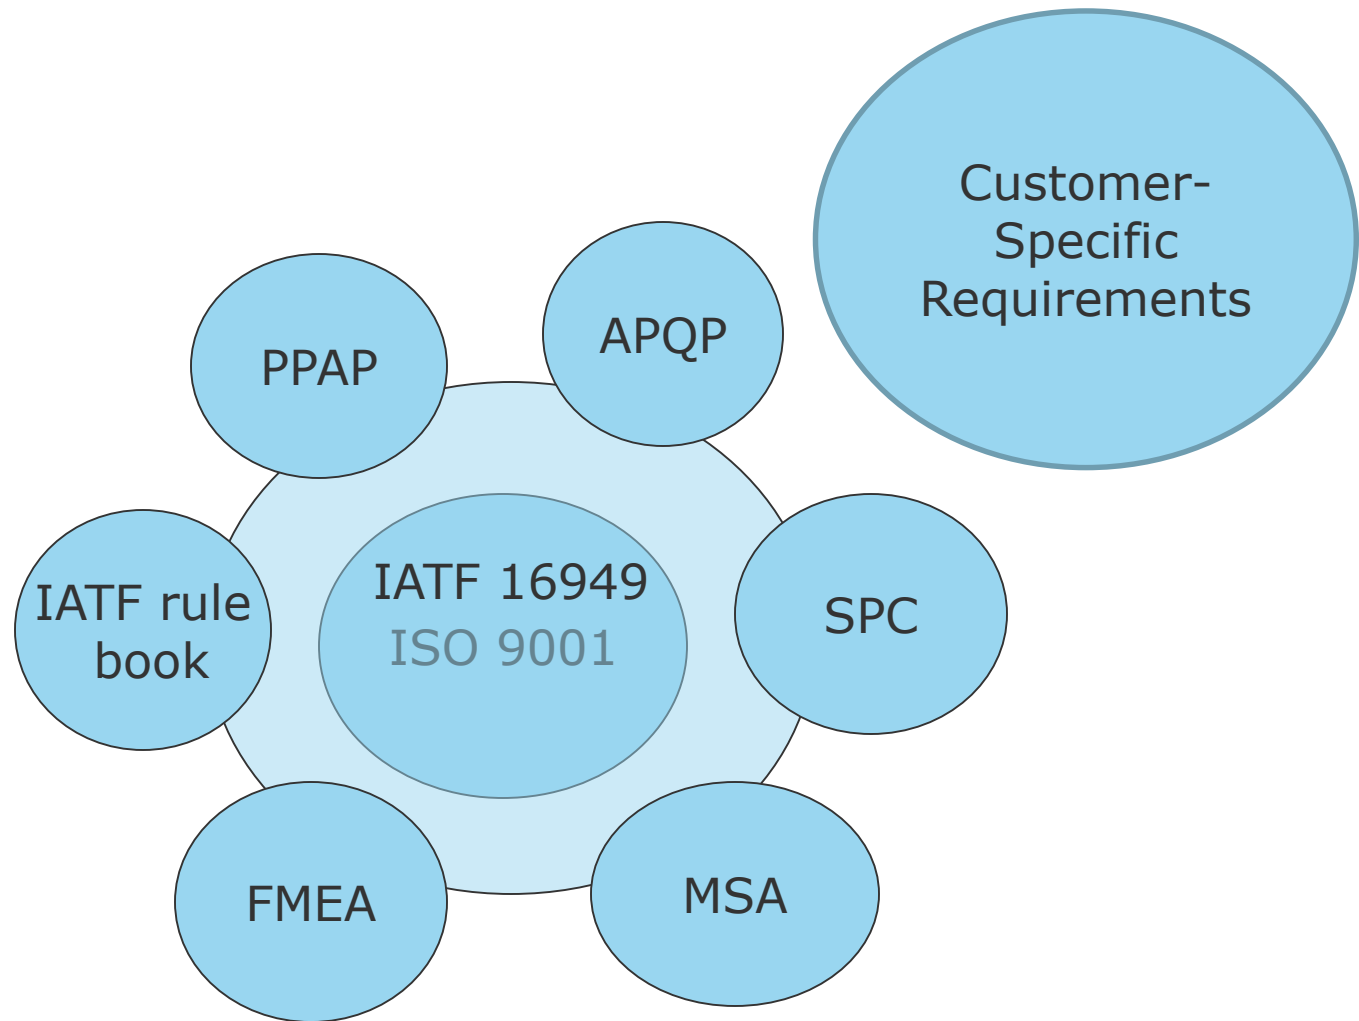 Customer-
Specific
Requirements
APQP
PPAP
IATF 16949
ISO 9001
SPC
IATF rule
book
FMEA
MSA